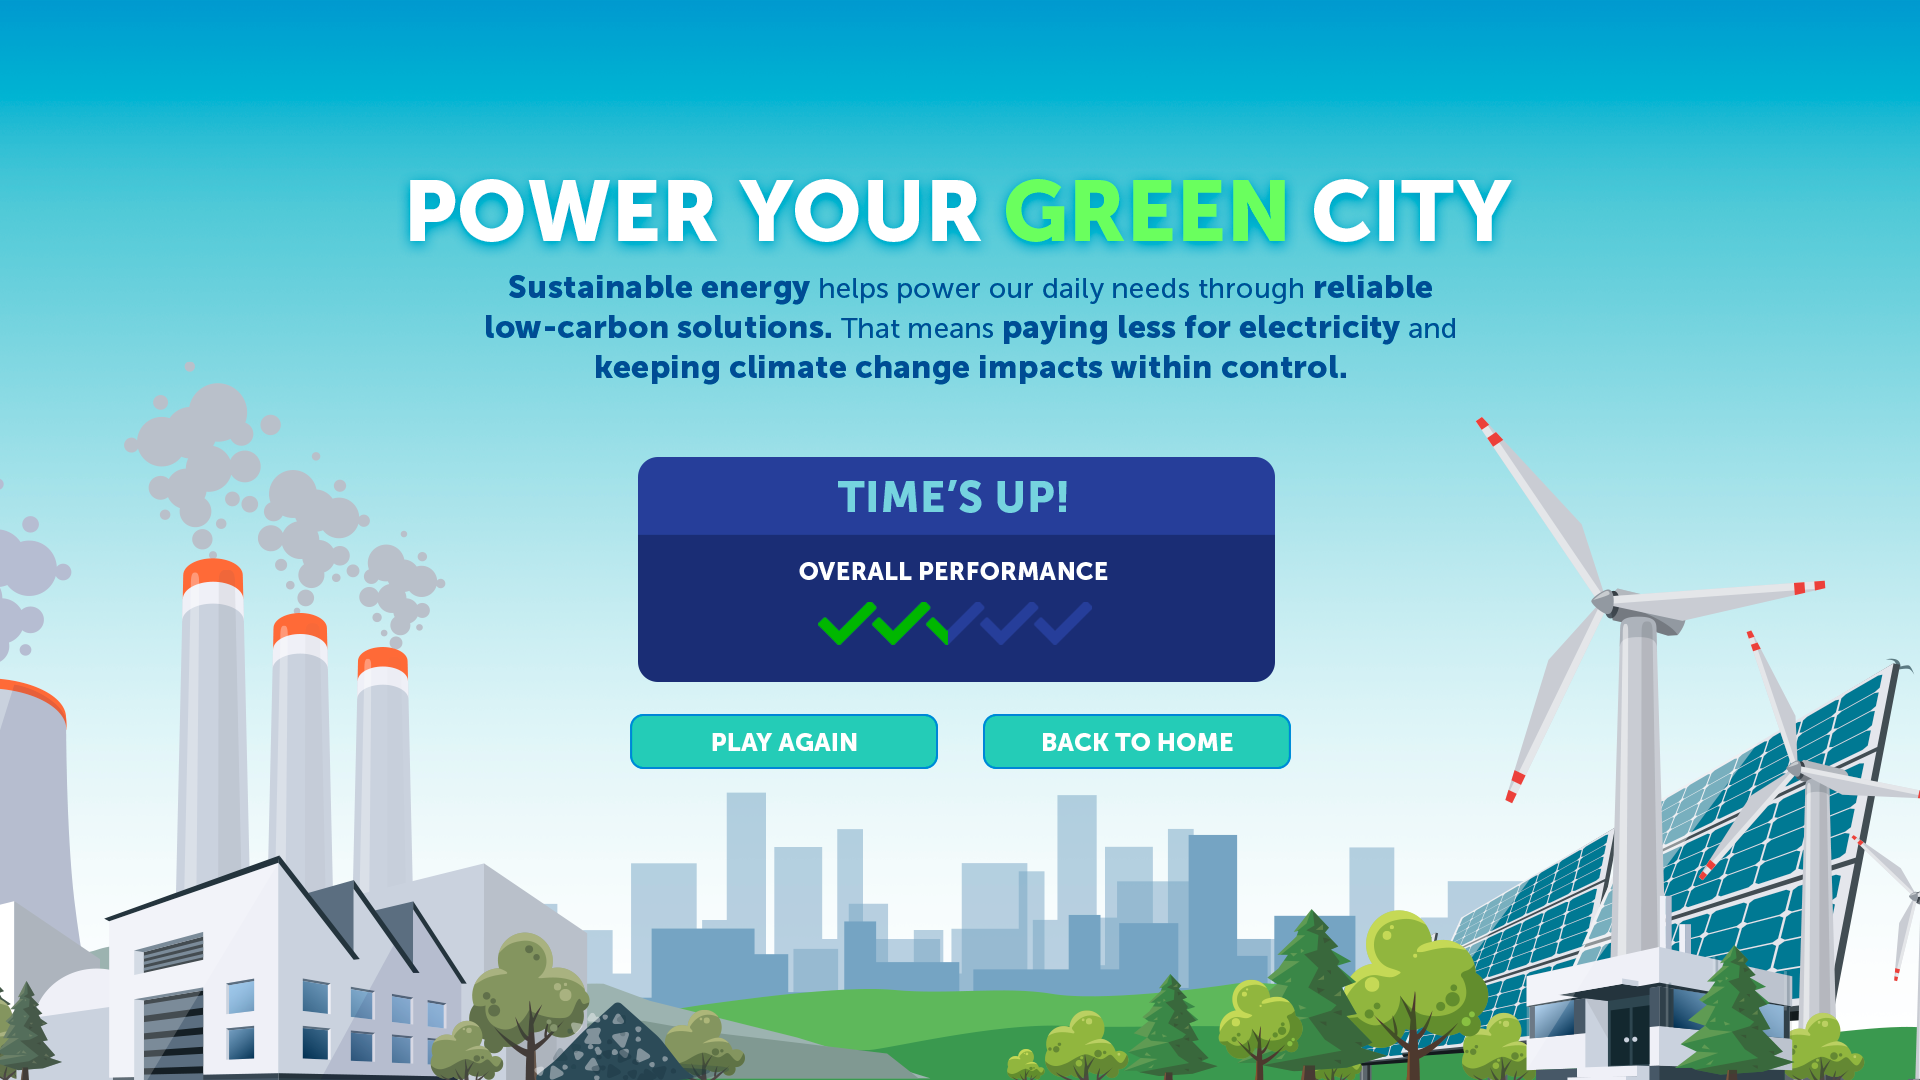 POWER YOUR GREEN CITY
Sustainable energy helps power our daily needs through reliable
low-carbon solutions. That means paying less for electricity and
keeping climate change impacts within control.
TIME’S UP!
OVERALL PERFORMANCE
PLAY AGAIN
BACK TO HOME